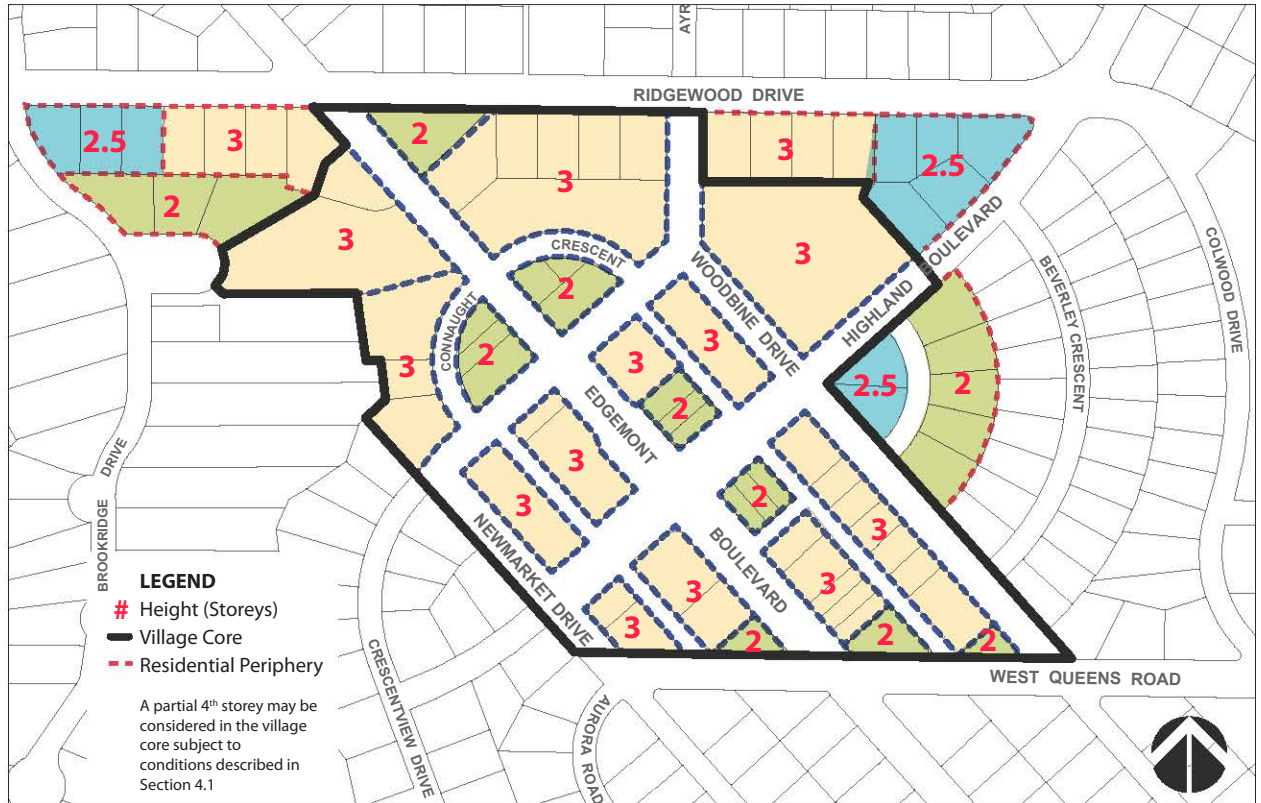 AYR
RIDGEWOOD DRIVE
2.5
3
2
3
2.5
2
3
3
3
CRESCENT
WOODBINE DRIVE
HIGHLAND
BOULEVARD
BEVERLEY CRESCENT
COLWOOD DRIVE
2
CONNAUGHT
2
3
3
3
2.5
2
EDGEMONT
2
BROOKRIDGE
DRIVE
3
3
2
3
NEWMARKET DRIVE
BOULEVARD
3
3
3
2
2
2
WEST QUEENS ROAD
CRESCENTVIEW DRIVE
AURORA ROAD
LEGEND
# Height (Storeys)
Village Core
Residential Periphery
A partial 4th storey may be
considered in the village
core subject to
conditions described in
Section 4.1